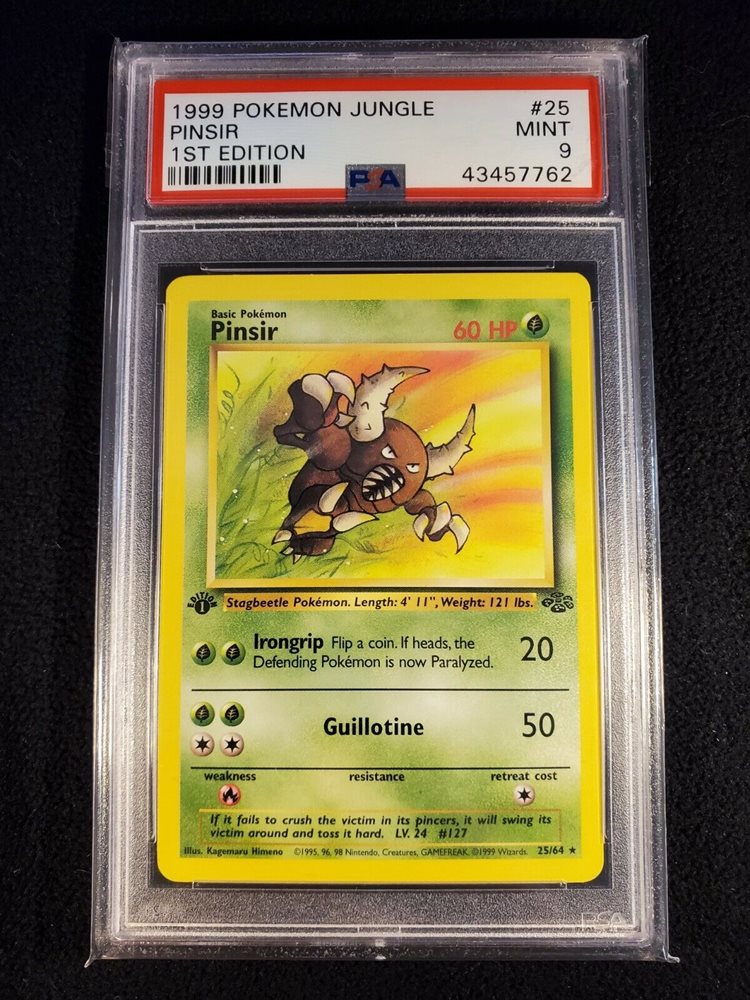 1999 POKEMON JUNGLE #25
PINSIR MINT
1ST EDITION 9
PSA 43457762
Basic Pokémon
Pinsir 60 HP
EDITION 1
Stagbeetle Pokémon. Length: 4' 11", Weight: 121 lbs.
Irongrip Flip a coin. If heads, the
Defending Pokémon is now Paralyzed. 20
Guillotine 50
weakness resistance retreat cost
If it fails to crush the victim in its pincers, it will swing its
victim around and toss it hard. LV. 24 #127
Illus. Kagemaru Himeno ©1995, 96, 98 Nintendo, Creatures, GAMEFREAK. ©1999 Wizards. 25/64 ★
PSA